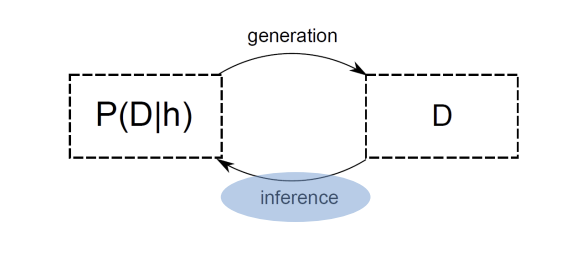 generation
P(D|h)
D
inference